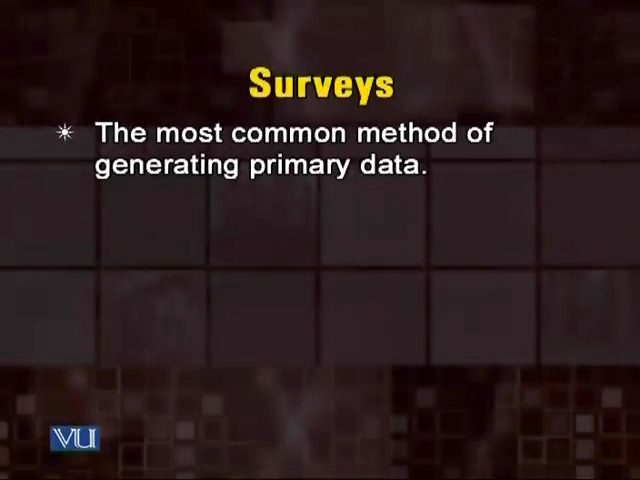 Surveys
The most common method of
generating primary data.
VU